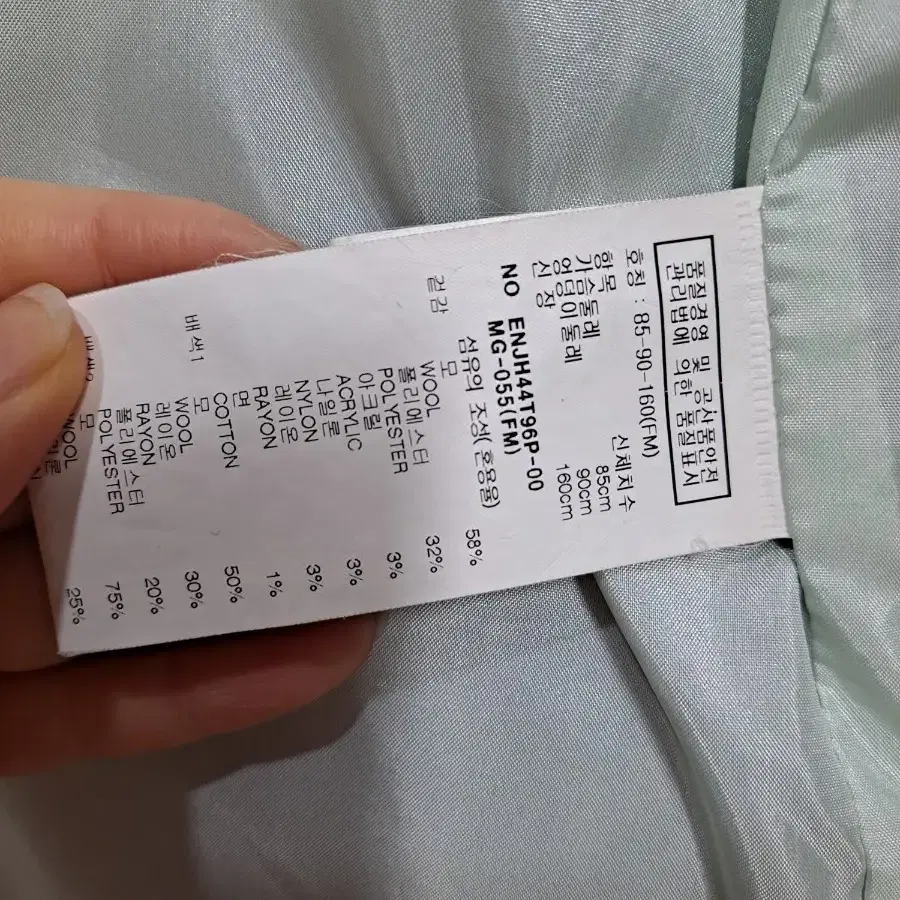 품질경영 및 공산품안전
관리법에 의한 품질표시
호칭 : 85-90-160(FM)
항목 신체치수
가슴둘레 85cm
엉덩이둘레 90cm
신 장 160cm
NO ENJH44T96P-00
MG-055(FM)
섬유의 조성(혼용율)
겉감 모 58%
WOOL
폴리에스터 32%
POLYESTER
아크릴 3%
ACRYLIC
나일론 3%
NYLON
레이온 3%
RAYON
면 1%
COTTON
배색1 모 50%
WOOL
레이온 30%
RAYON
폴리에스터 20%
POLYESTER
모 75%
WOOL
25%